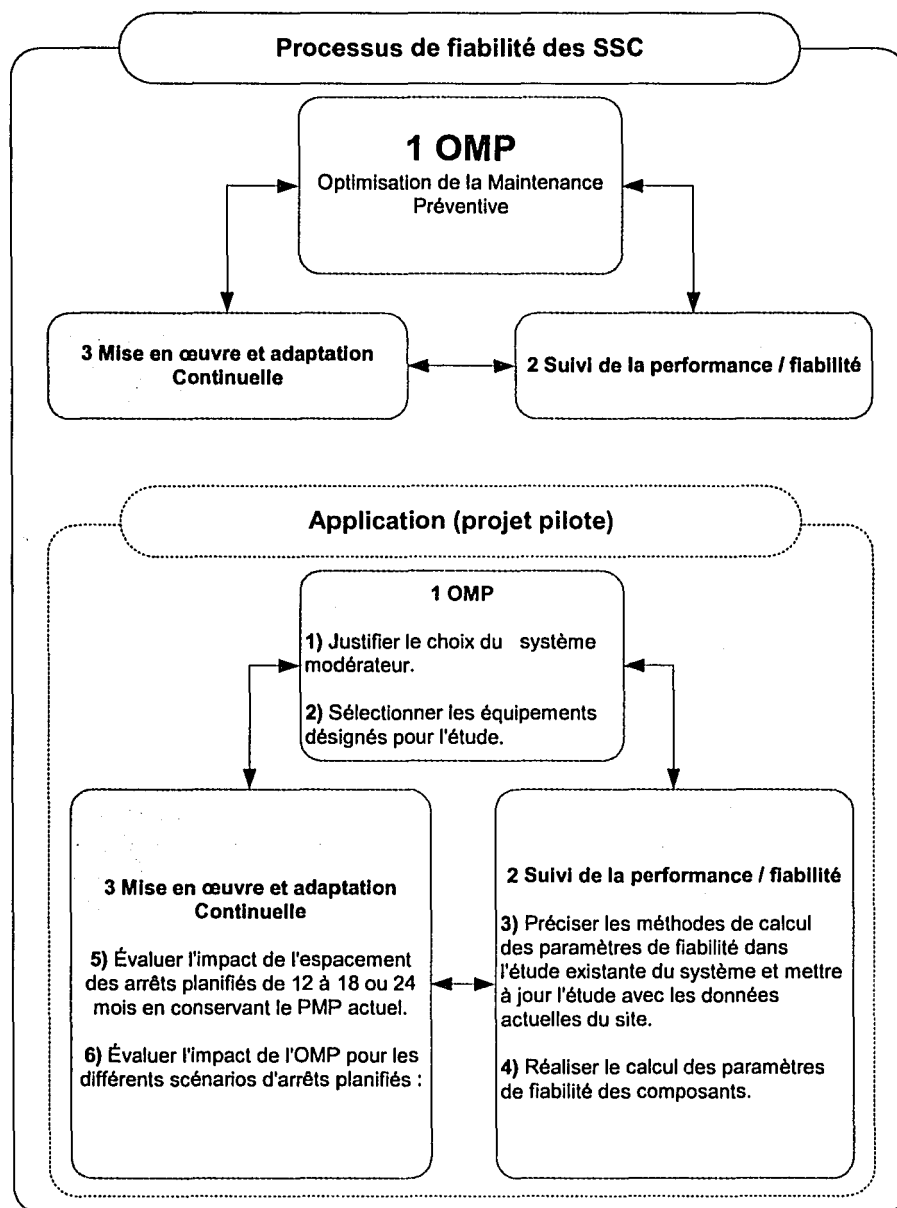 Processus de fiabilité des SSC
1 OMP
Optimisation de la Maintenance
Préventive
3 Mise en œuvre et adaptation
Continuelle
2 Suivi de la performance / fiabilité
Application (projet pilote)
1 OMP
1) Justifier le choix du système
modérateur.
2) Sélectionner les équipements
désignés pour l'étude.
3 Mise en œuvre et adaptation
Continuelle
5) Évaluer l'impact de l'espacement
des arrêts planifiés de 12 à 18 ou 24
mois en conservant le PMP actuel.
6) Évaluer l'impact de l'OMP pour les
différents scénarios d'arrêts planifiés :
2 Suivi de la performance / fiabilité
3) Préciser les méthodes de calcul
des paramètres de fiabilité dans
l'étude existante du système et mettre
à jour l'étude avec les données
actuelles du site.
4) Réaliser le calcul des paramètres
de fiabilité des composants.